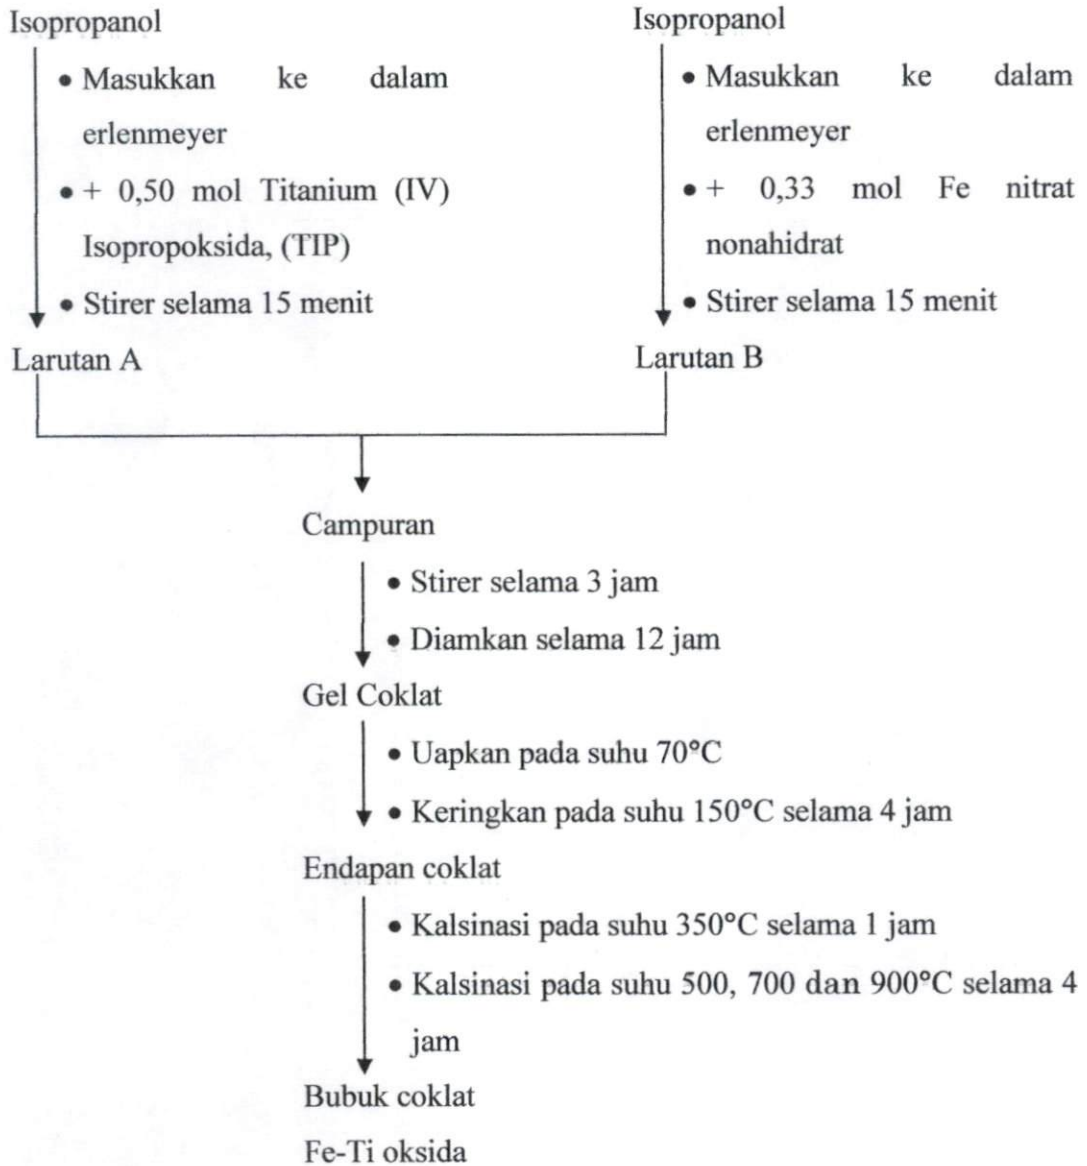 Isopropanol
• Masukkan ke dalam
erlenmeyer
• + 0,50 mol Titanium (IV)
Isopropoksida, (TIP)
• Stirer selama 15 menit
Larutan A
Isopropanol
• Masukkan ke dalam
erlenmeyer
• + 0,33 mol Fe nitrat
nonahidrat
• Stirer selama 15 menit
Larutan B
Campuran
• Stirer selama 3 jam
• Diamkan selama 12 jam
Gel Coklat
• Uapkan pada suhu 70°C
• Keringkan pada suhu 150°C selama 4 jam
Endapan coklat
• Kalsinasi pada suhu 350°C selama 1 jam
• Kalsinasi pada suhu 500, 700 dan 900°C selama 4
jam
Bubuk coklat
Fe-Ti oksida